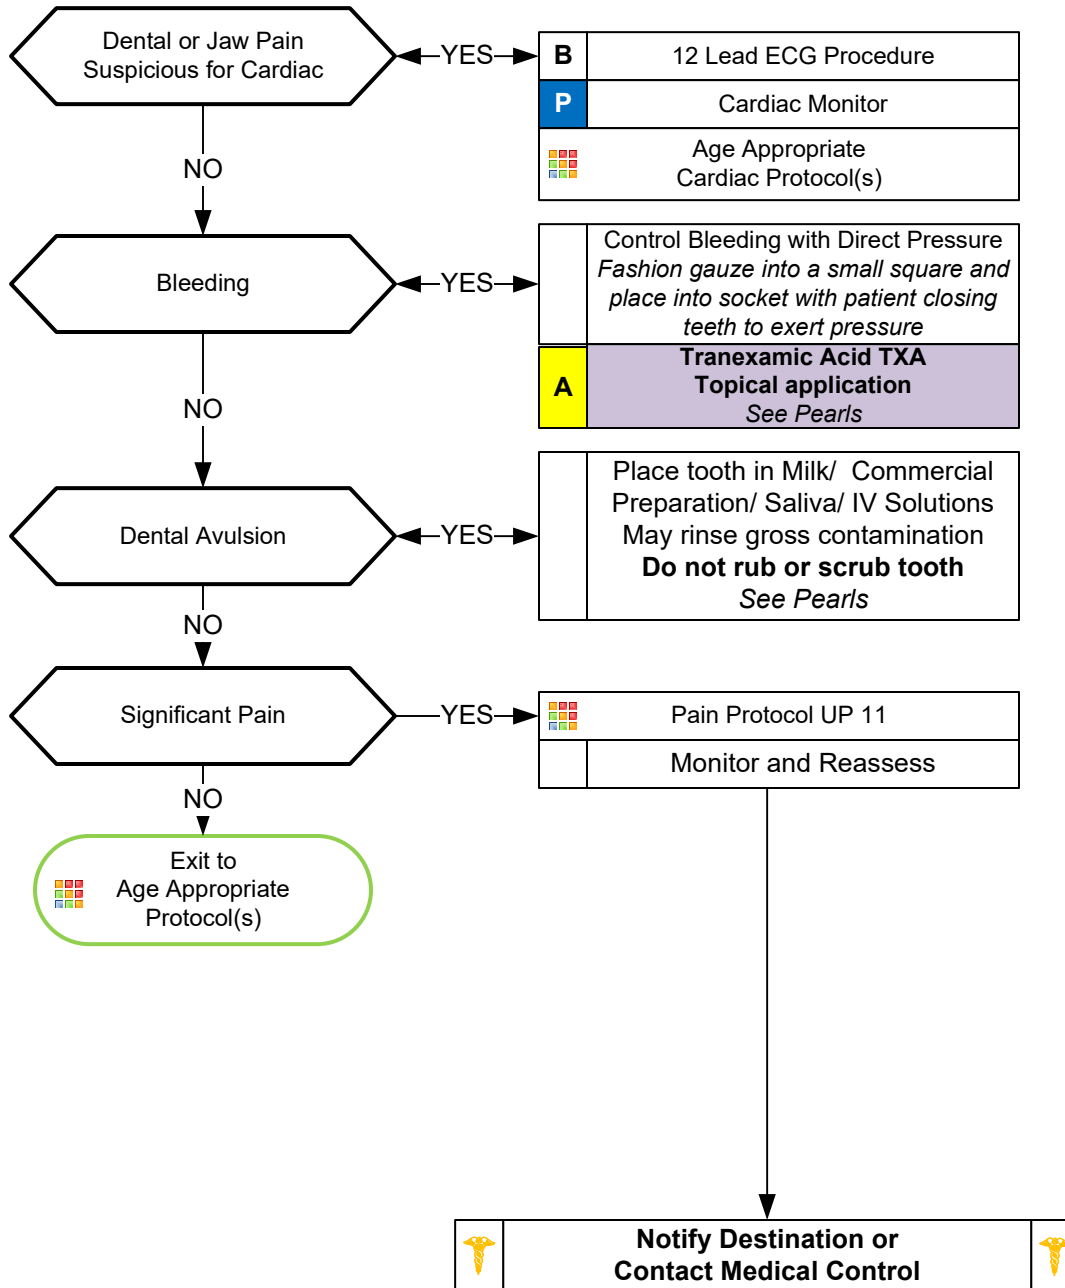 Dental or Jaw Pain
Suspicious for Cardiac
YES
B
12 Lead ECG Procedure
P
Cardiac Monitor
Age Appropriate
Cardiac Protocol(s)
NO
Bleeding
YES
Control Bleeding with Direct Pressure
Fashion gauze into a small square and
place into socket with patient closing
teeth to exert pressure
A
Tranexamic Acid TXA
Topical application
See Pearls
NO
Dental Avulsion
YES
Place tooth in Milk/ Commercial
Preparation/ Saliva/ IV Solutions
May rinse gross contamination
Do not rub or scrub tooth
See Pearls
NO
Significant Pain
YES
Pain Protocol UP 11
Monitor and Reassess
NO
Exit to
Age Appropriate
Protocol(s)
Notify Destination or
Contact Medical Control